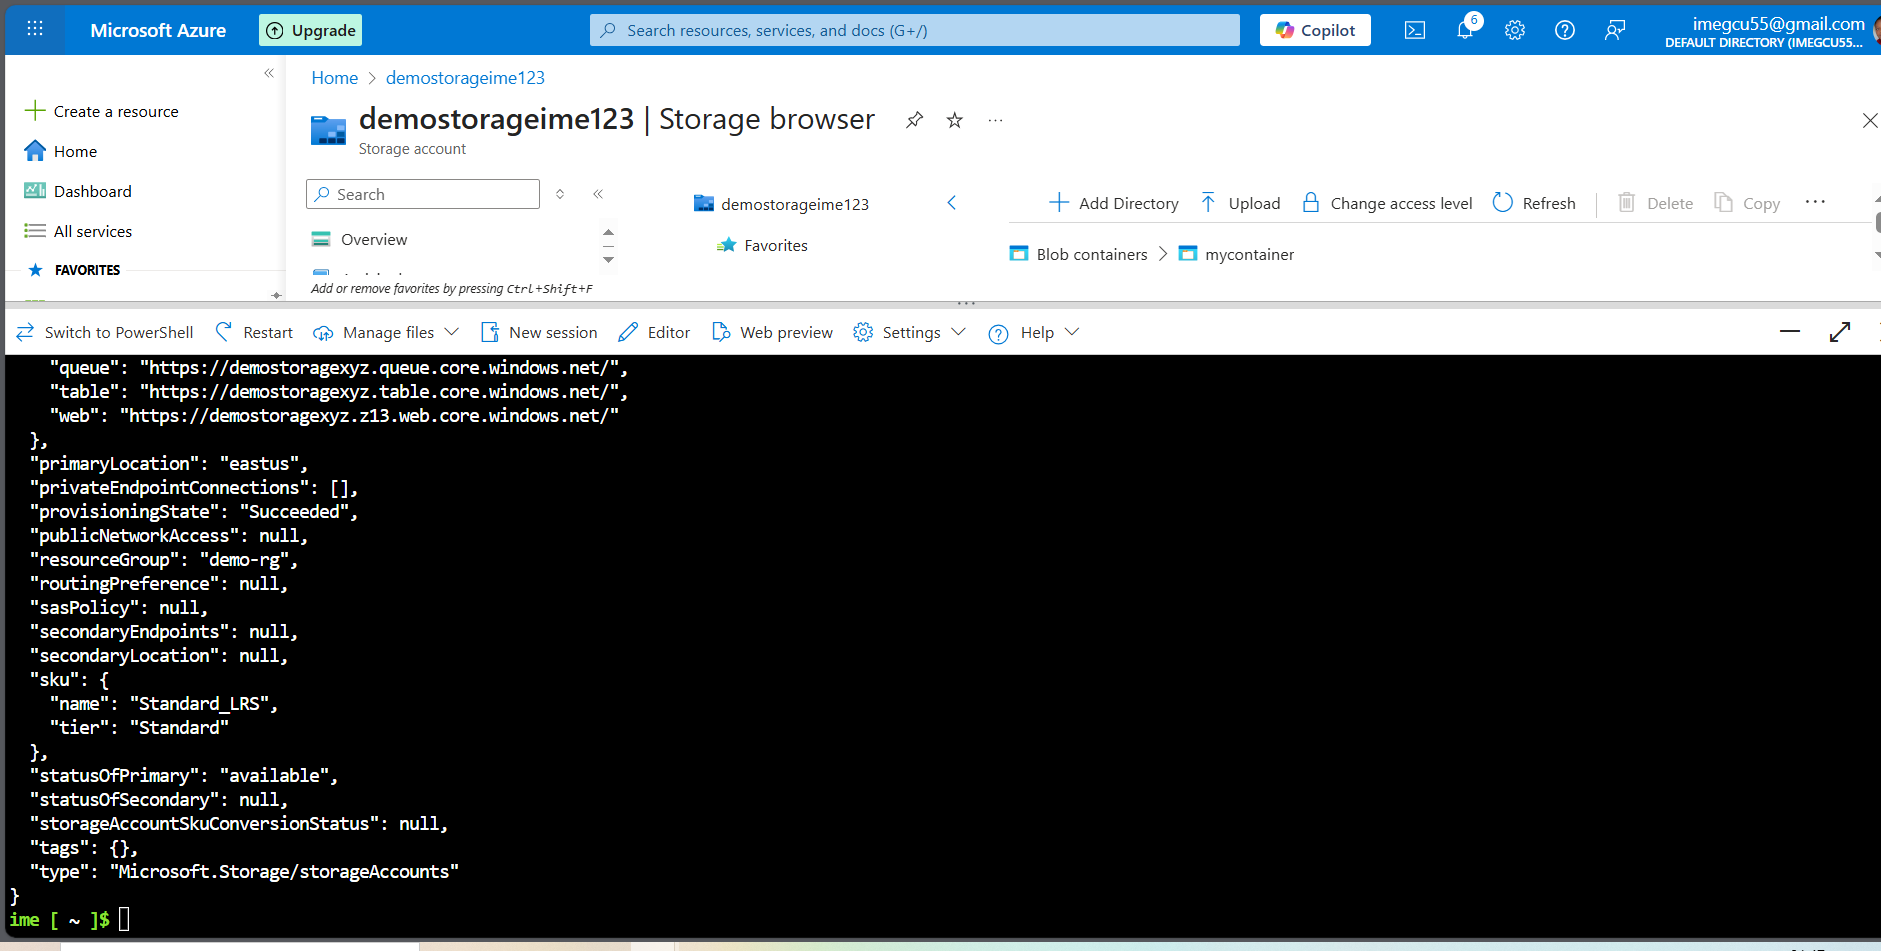 Microsoft Azure
Upgrade
Search resources, services, and docs (G+/)
Copilot
6
imegcu55@gmail.com
DEFAULT DIRECTORY (IMEGCU55...
Create a resource
Home
Dashboard
All services
FAVORITES
Home > demostorageime123
demostorageime123 | Storage browser
Storage account
Search
Overview
Add or remove favorites by pressing Ctrl+Shift+F
demostorageime123
Favorites
Add Directory
Upload
Change access level
Refresh
Delete
Copy
Blob containers > mycontainer
Switch to PowerShell
Restart
Manage files
New session
Editor
Web preview
Settings
Help
"queue": "https://demostoragexyz.queue.core.windows.net/",
"table": "https://demostoragexyz.table.core.windows.net/",
"web": "https://demostoragexyz.z13.web.core.windows.net/"
},
"primaryLocation": "eastus",
"privateEndpointConnections": [],
"provisioningState": "Succeeded",
"publicNetworkAccess": null,
"resourceGroup": "demo-rg",
"routingPreference": null,
"sasPolicy": null,
"secondaryEndpoints": null,
"secondaryLocation": null,
"sku": {
"name": "Standard_LRS",
"tier": "Standard"
},
"statusOfPrimary": "available",
"statusOfSecondary": null,
"storageAccountSkuConversionStatus": null,
"tags": {},
"type": "Microsoft.Storage/storageAccounts"
}
ime [ ~ ]$